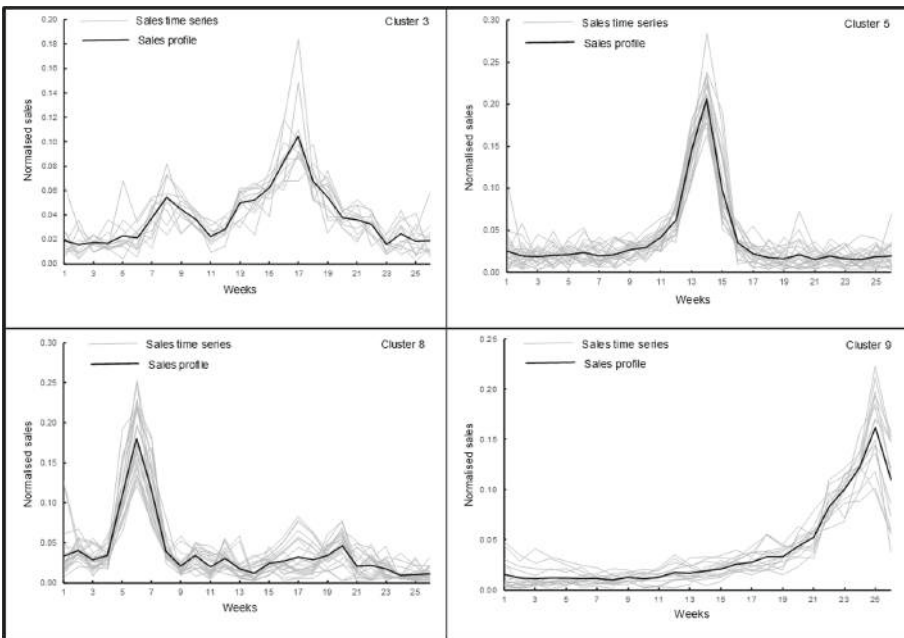 Sales time series
Cluster 3
Sales profile
Normalised sales
0.20
0.18
0.16
0.14
0.12
0.10
0.08
0.06
0.04
0.02
0.00
1 3 5 7 9 11 13 15 17 19 21 23 25
Weeks
Sales time series
Cluster 5
Sales profile
Normalised sales
0.30
0.25
0.20
0.15
0.10
0.05
0.00
1 3 5 7 9 11 13 15 17 19 21 23 25
Weeks
Sales time series
Cluster 8
Sales profile
Normalised sales
0.30
0.25
0.20
0.15
0.10
0.05
0.00
1 3 5 7 9 11 13 15 17 19 21 23 25
Weeks
Sales time series
Cluster 9
Sales profile
Normalised sales
0.25
0.20
0.15
0.10
0.05
0.00
1 3 5 7 9 11 13 15 17 19 21 23 25
Weeks